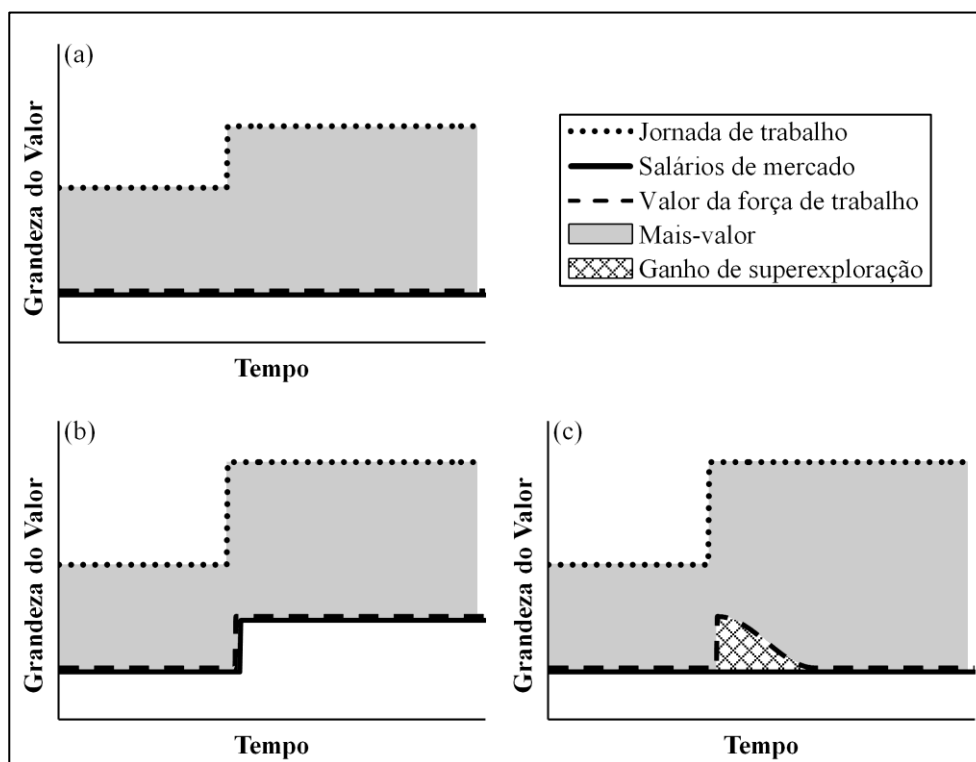 (a)
Grandeza do Valor
Tempo
Jornada de trabalho
Salários de mercado
Valor da força de trabalho
Mais-valor
Ganho de superexploração
(b)
Grandeza do Valor
Tempo
(c)
Grandeza do Valor
Tempo